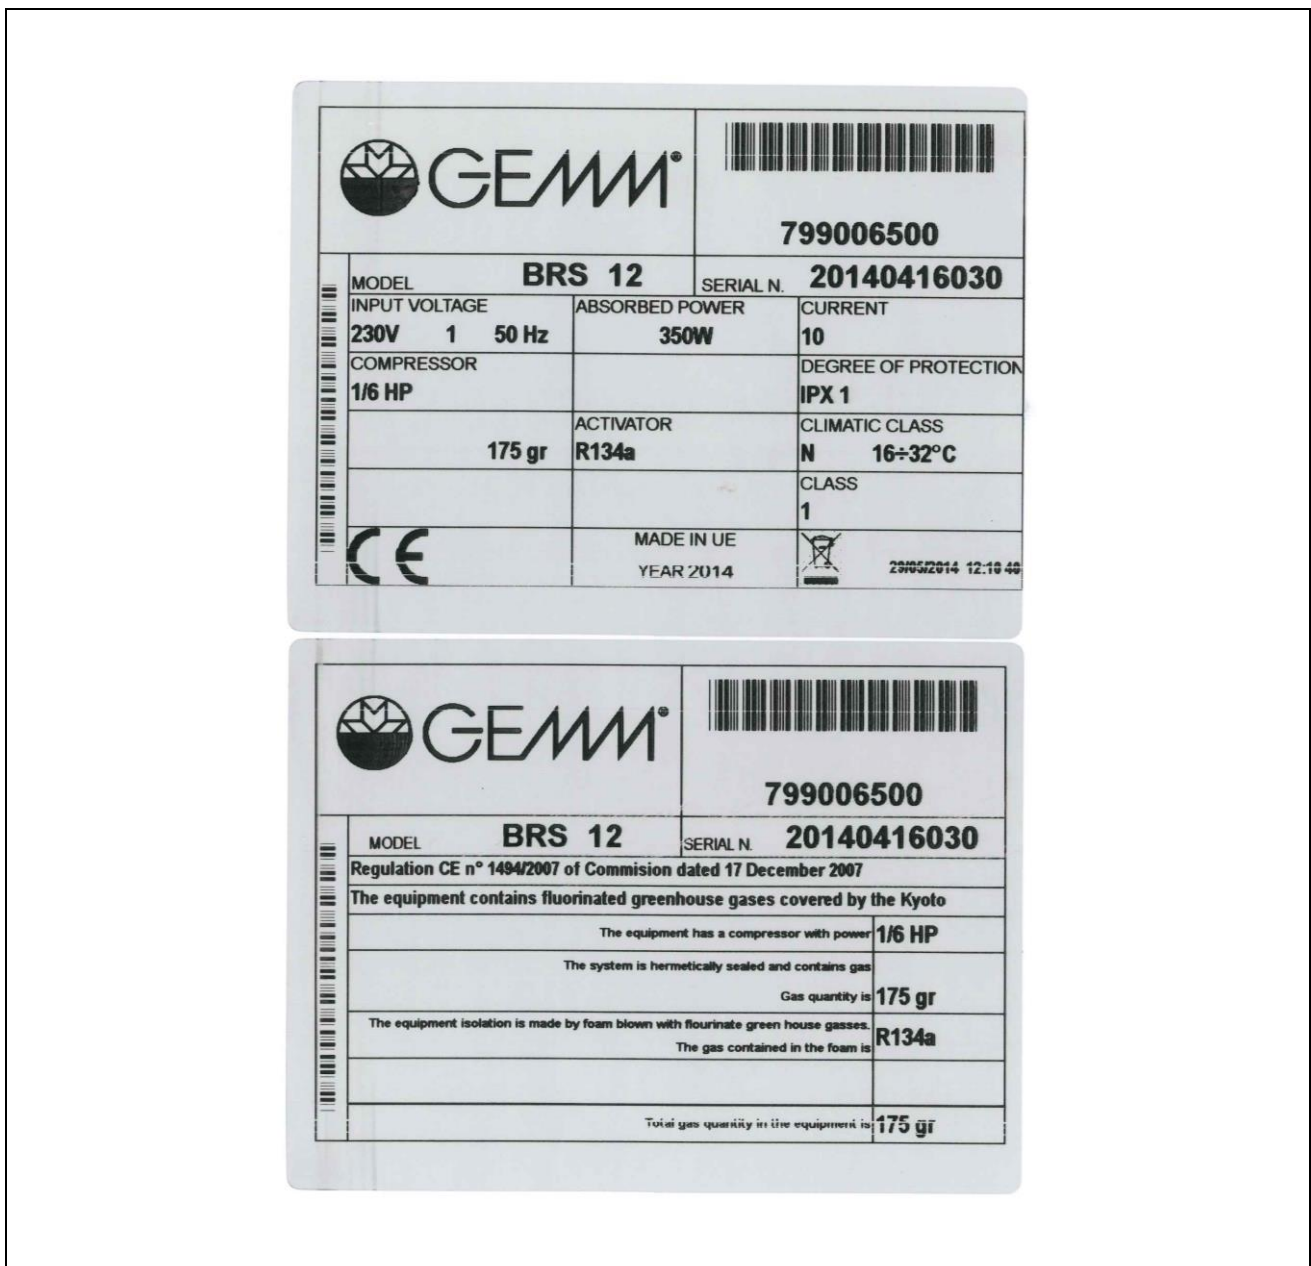 GEMM®
799006500
MODEL BRS 12 SERIAL N. 20140416030
INPUT VOLTAGE ABSORBED POWER CURRENT
230V 1 50 Hz 350W 10
COMPRESSOR DEGREE OF PROTECTION
1/6 HP IPX 1
ACTIVATOR CLIMATIC CLASS
175 gr R134a N 16÷32°C
CLASS
1
CE MADE IN UE
YEAR 2014 29/05/2014 12:10 40
GEMM®
799006500
MODEL BRS 12 SERIAL N. 20140416030
Regulation CE n° 1494/2007 of Commision dated 17 December 2007
The equipment contains fluorinated greenhouse gases covered by the Kyoto
The equipment has a compressor with power 1/6 HP
The system is hermetically sealed and contains gas
Gas quantity is 175 gr
The equipment isolation is made by foam blown with flourinate green house gasses.
The gas contained in the foam is R134a
Total gas quantity in the equipment is 175 gr